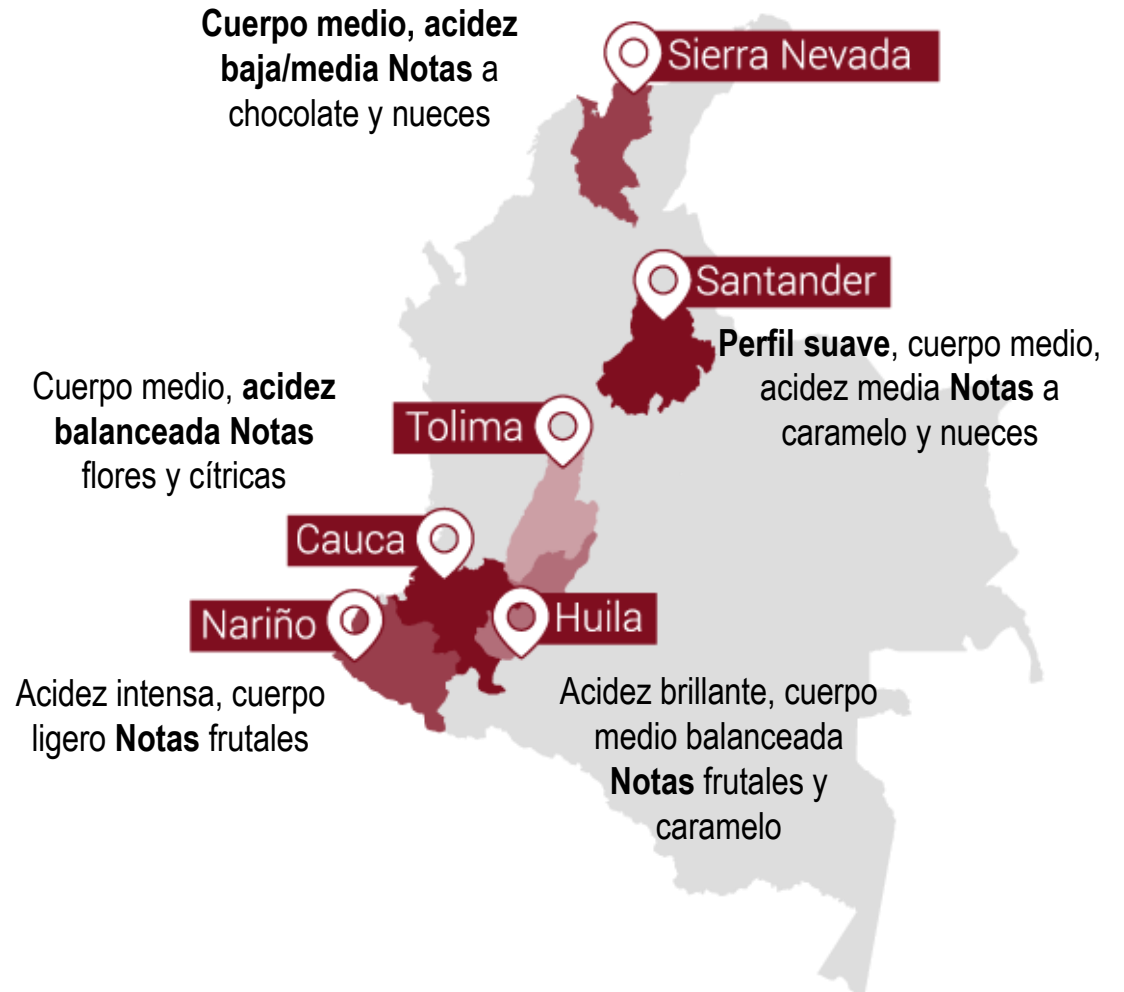 Cuerpo medio, acidez
baja/media Notas a
chocolate y nueces
Sierra Nevada
Santander
Perfil suave, cuerpo medio,
acidez media Notas a
caramelo y nueces
Cuerpo medio, acidez
balanceada Notas
flores y cítricas
Tolima
Cauca
Nariño
Huila
Acidez intensa, cuerpo
ligero Notas frutales
Acidez brillante, cuerpo
medio balanceada
Notas frutales y
caramelo